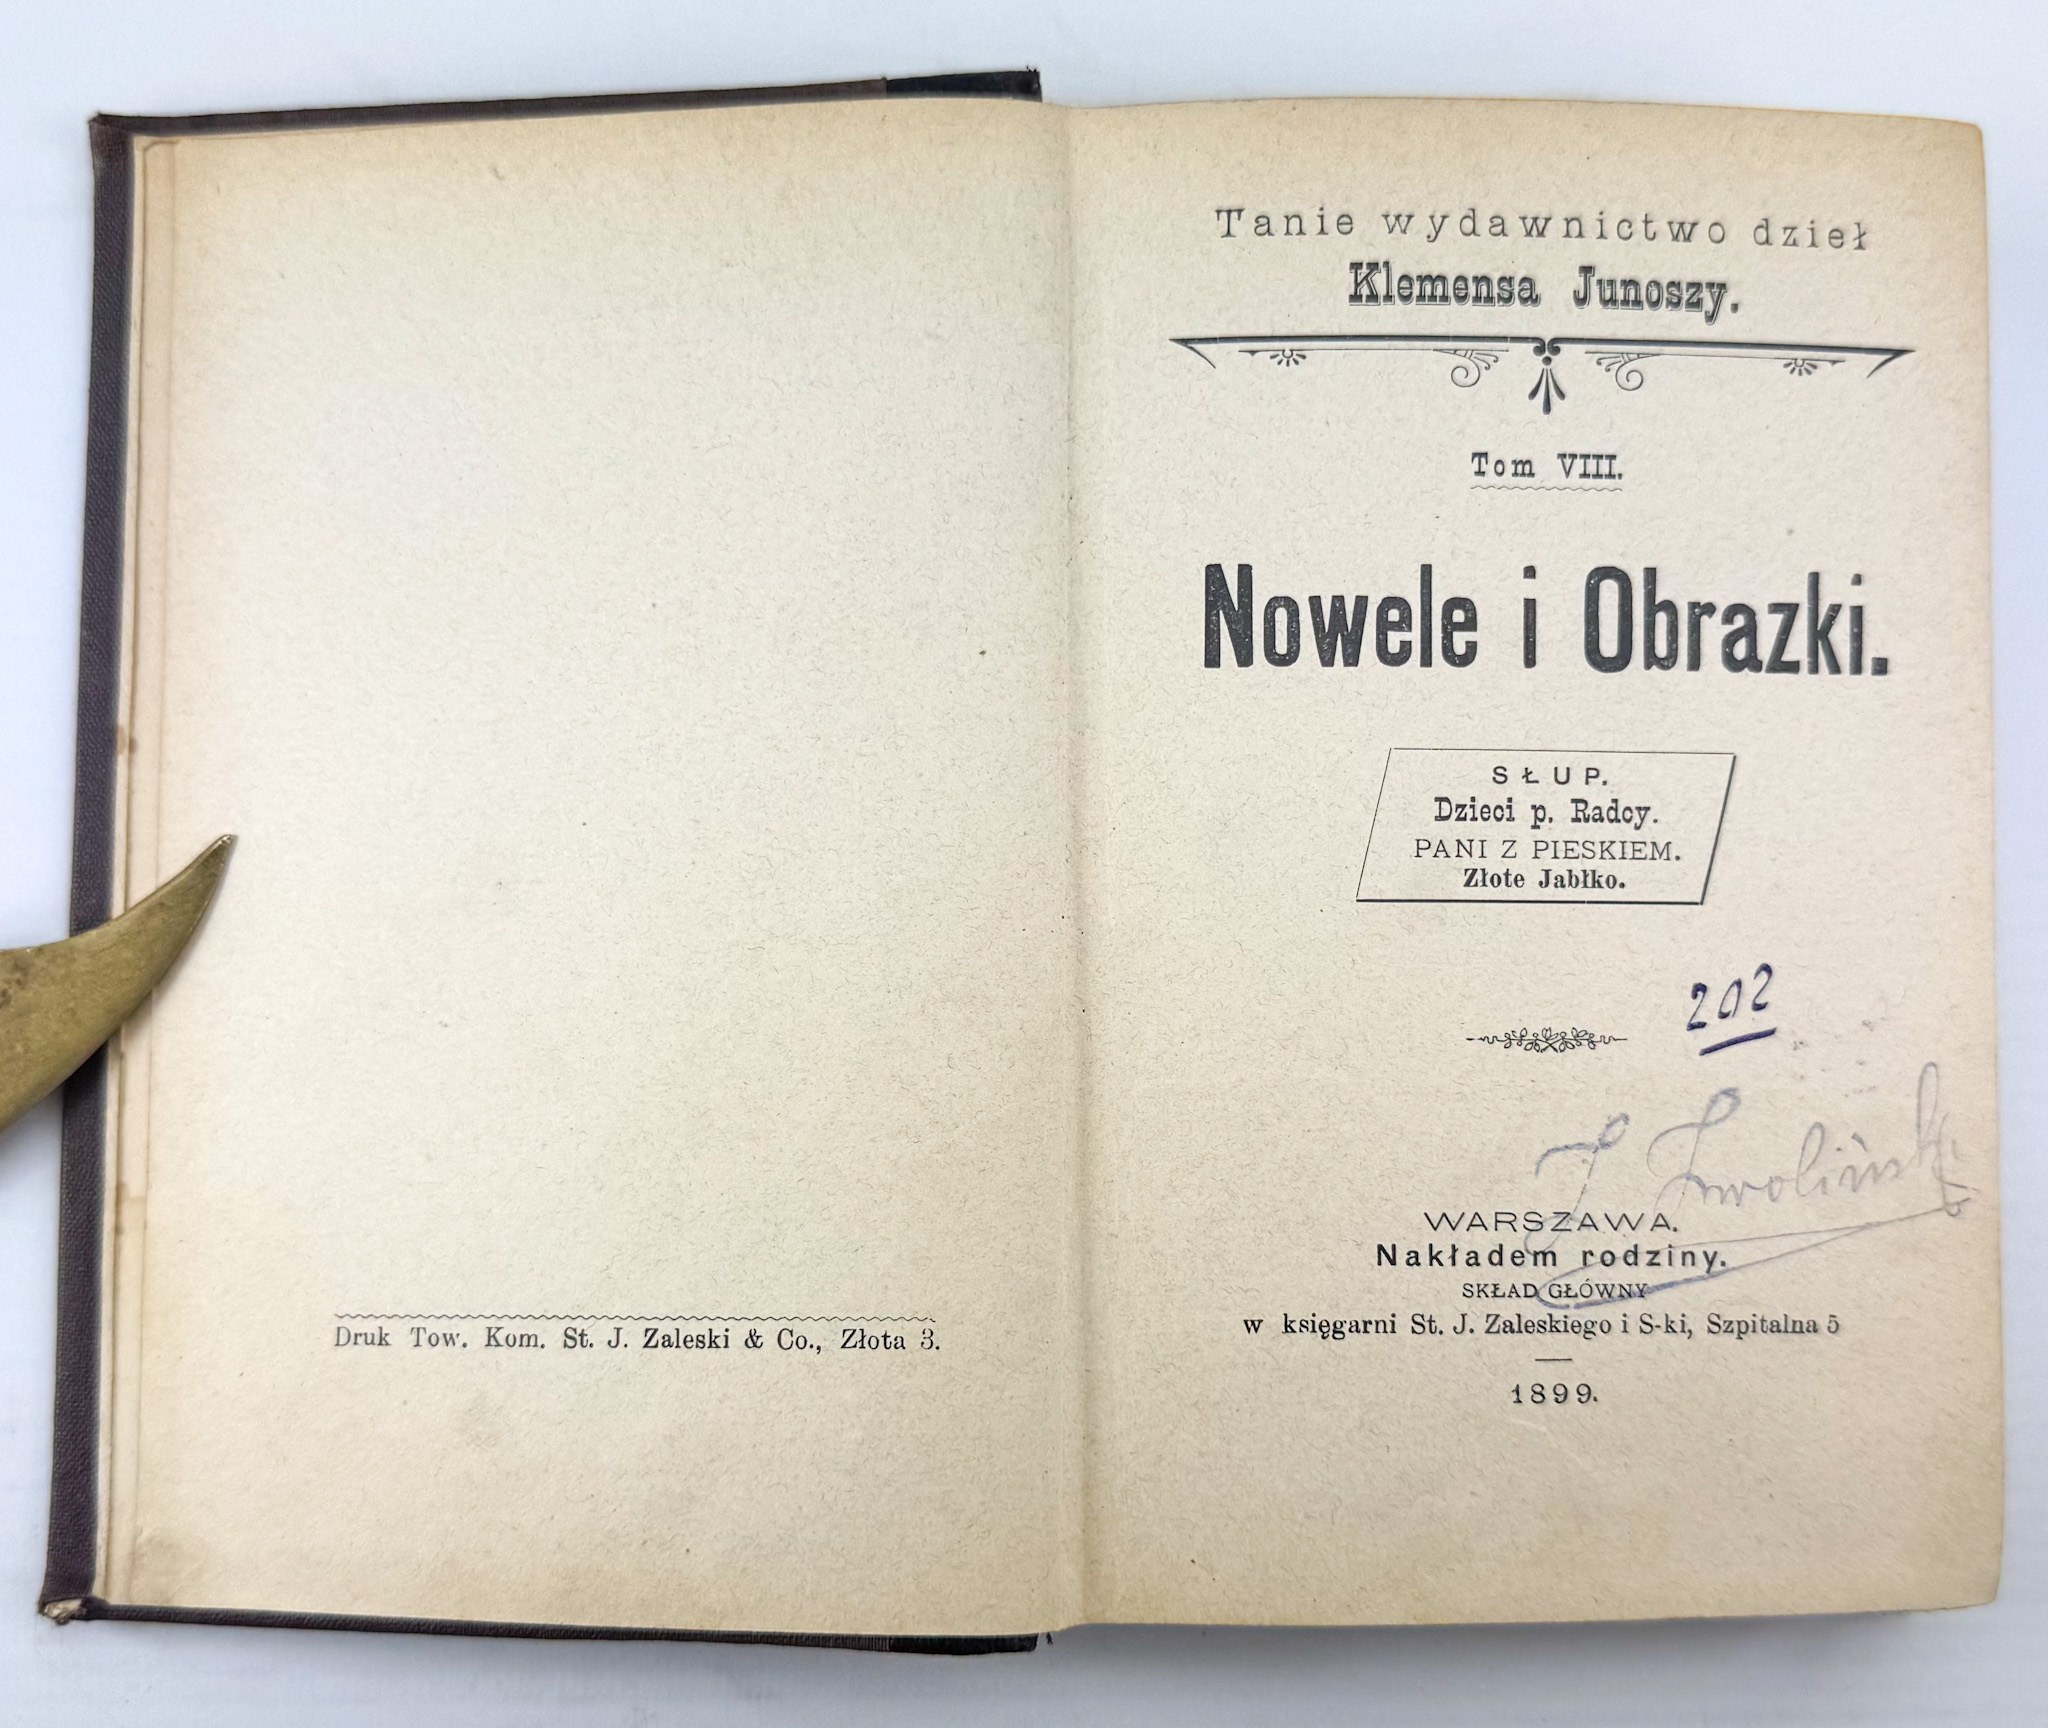 Druk Tow. Kom. St. J. Zaleski & Co., Złota 3.
Tanie wydawnictwo dzieł
Klemensa Junoszy.
Tom VIII.
Nowele i Obrazki.
SŁUP.
Dzieci p. Radcy.
PANI Z PIESKIEM.
Złote Jabłko.
202
WARSZAWA.
Nakładem rodziny.
SKŁAD GŁÓWNY
w księgarni St. J. Zaleskiego i S-ki, Szpitalna 5
1899.